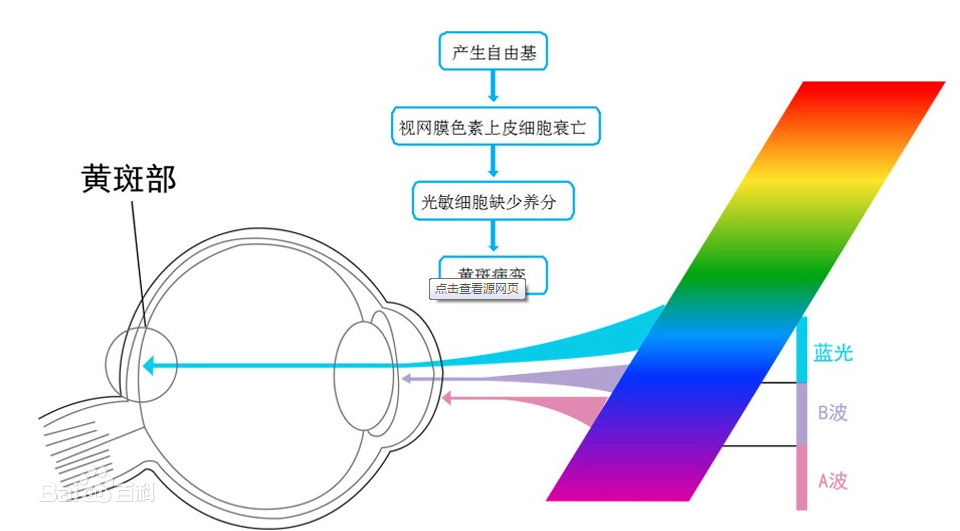 产生自由基
视网膜色素上皮细胞衰亡
光敏细胞缺少养分
黄斑病变
点击查看源网页
黄斑部
蓝光
B波
A波
Baidu百科